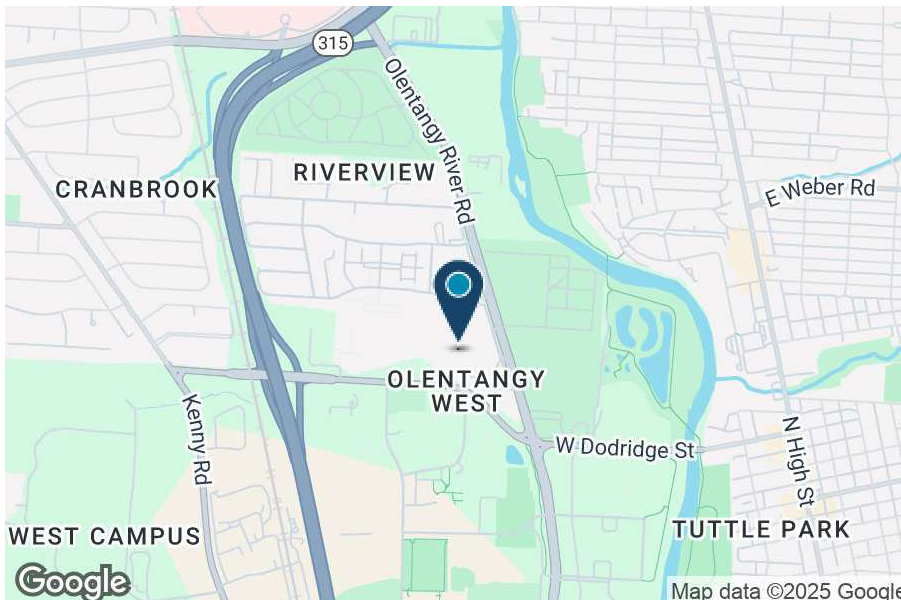 315
Olentangy River Rd
RIVERVIEW
CRANBROOK
E Weber Rd
OLENTANGY
WEST
Kenny Rd
W Dodridge St
N High St
WEST CAMPUS
TUTTLE PARK
Google
Map data ©2025 Google